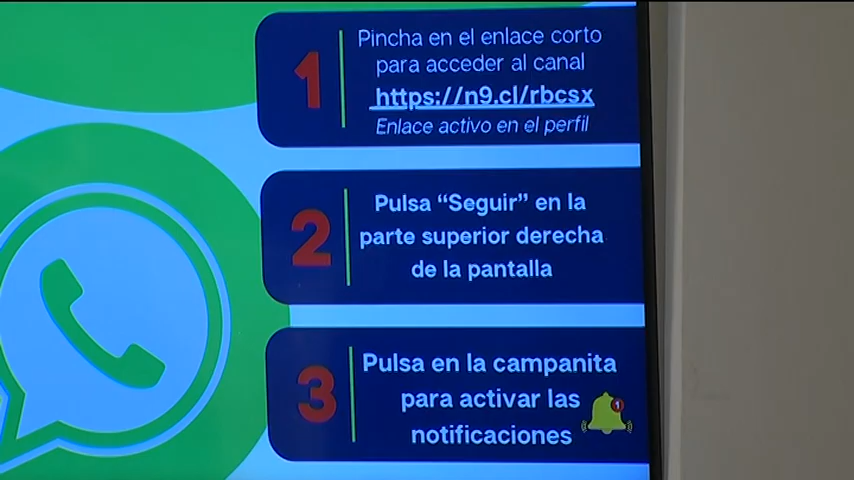 1
Pincha en el enlace corto
para acceder al canal
https://n9.cl/rbcsx
Enlace activo en el perfil
2
Pulsa “Seguir” en la
parte superior derecha
de la pantalla
3
Pulsa en la campanita
para activar las
notificaciones
1